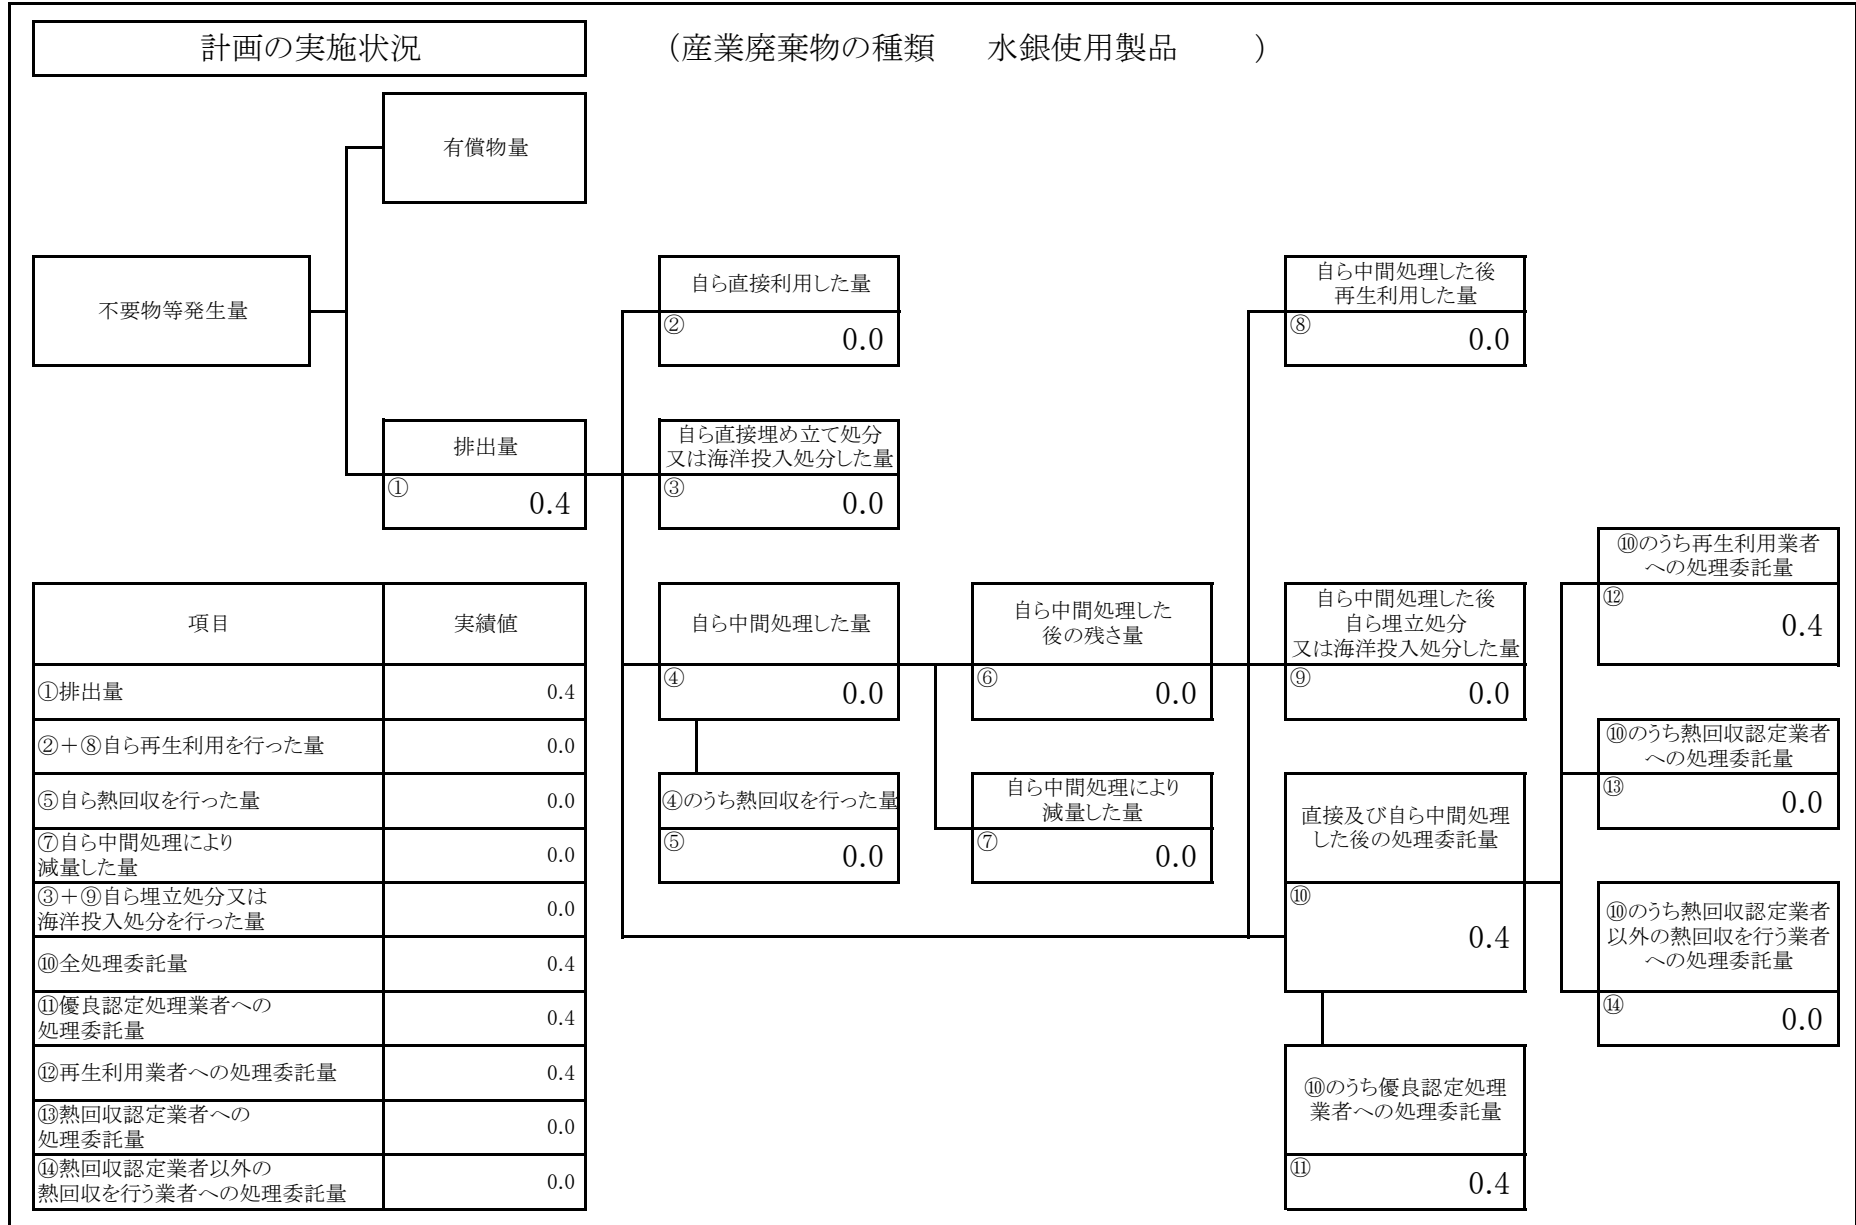 計画の実施状況
（産業廃棄物の種類　水銀使用製品　）
有償物量
不要物等発生量
自ら直接利用した量
②
0.0
自ら中間処理した後
再生利用した量
⑧
0.0
排出量
①
0.4
自ら直接埋め立て処分
又は海洋投入処分した量
③
0.0
⑩のうち再生利用業者
への処理委託量
⑫
0.4
自ら中間処理した量
④
0.0
自ら中間処理した
後の残さ量
⑥
0.0
自ら中間処理した後
自ら埋立処分
又は海洋投入処分した量
⑨
0.0
⑩のうち熱回収認定業者
への処理委託量
⑬
0.0
④のうち熱回収を行った量
⑤
0.0
自ら中間処理により
減量した量
⑦
0.0
直接及び自ら中間処理
した後の処理委託量
⑩
0.4
⑩のうち熱回収認定業者
以外の熱回収を行う業者
への処理委託量
⑭
0.0
⑩のうち優良認定処理
業者への処理委託量
⑪
0.4
項目 実績値
①排出量 0.4
②＋⑧自ら再生利用を行った量 0.0
⑤自ら熱回収を行った量 0.0
⑦自ら中間処理により
減量した量 0.0
③＋⑨自ら埋立処分又は
海洋投入処分を行った量 0.0
⑩全処理委託量 0.4
⑪優良認定処理業者への
処理委託量 0.4
⑫再生利用業者への処理委託量 0.4
⑬熱回収認定業者への
処理委託量 0.0
⑭熱回収認定業者以外の
熱回収を行う業者への処理委託量 0.0